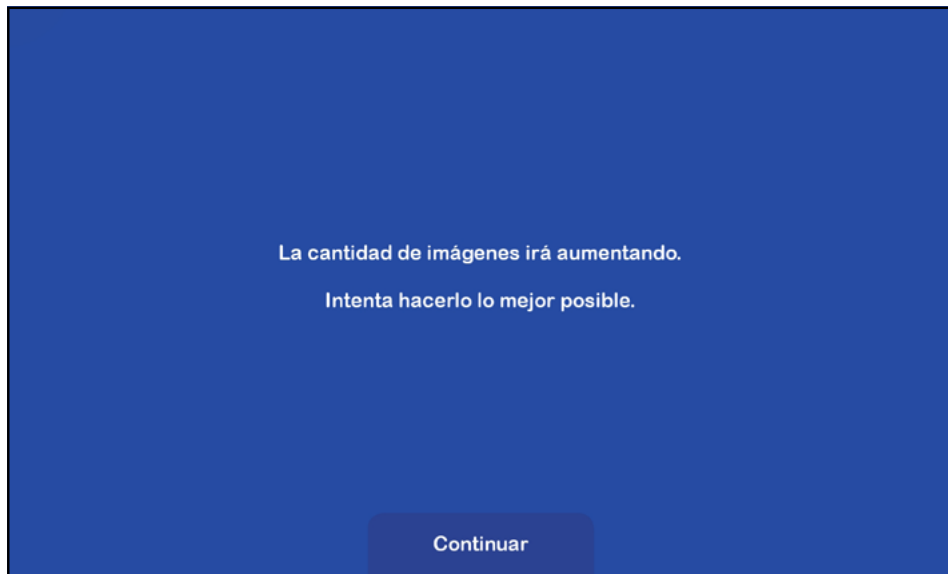 La cantidad de imágenes irá aumentando.
Intenta hacerlo lo mejor posible.
Continuar